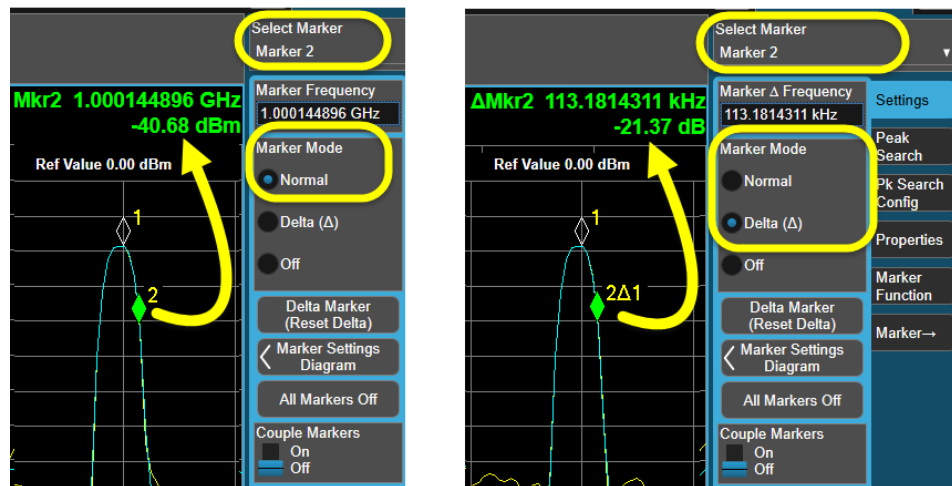 Select Marker
Marker 2
Mkr2 1.000144896 GHz
-40.68 dBm
Ref Value 0.00 dBm
1
2
Marker Frequency
1.000144896 GHz
Marker Mode
Normal
Delta (Δ)
Off
Delta Marker
(Reset Delta)
Marker Settings
Diagram
All Markers Off
Couple Markers
On
Off
Select Marker
Marker 2
ΔMkr2 113.1814311 kHz
-21.37 dB
Ref Value 0.00 dBm
1
2Δ1
Marker Δ Frequency
113.1814311 kHz
Marker Mode
Normal
Delta (Δ)
Off
Delta Marker
(Reset Delta)
Marker Settings
Diagram
All Markers Off
Couple Markers
On
Off
Settings
Peak
Search
Pk Search
Config
Properties
Marker
Function
Marker→